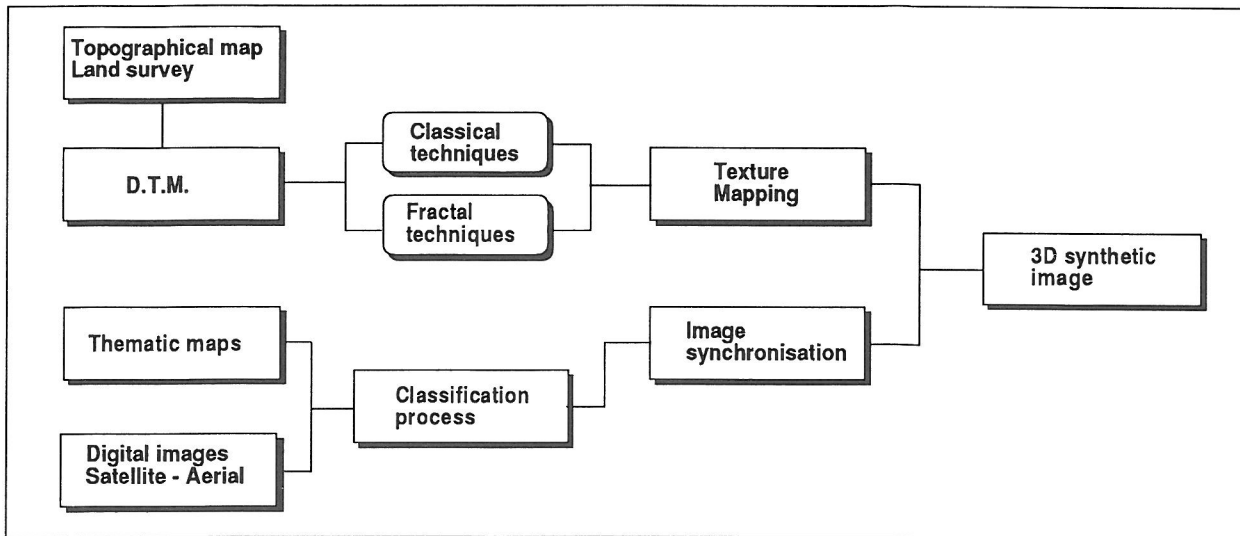 Topographical map
Land survey
D.T.M.
Classical
techniques
Fractal
techniques
Texture
Mapping
3D synthetic
image
Thematic maps
Digital images
Satellite - Aerial
Classification
process
Image
synchronisation